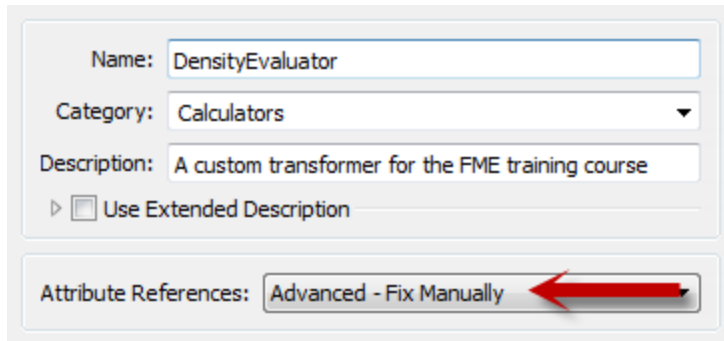 Name: DensityEvaluator
Category: Calculators
Description: A custom transformer for the FME training course
Use Extended Description
Attribute References: Advanced - Fix Manually